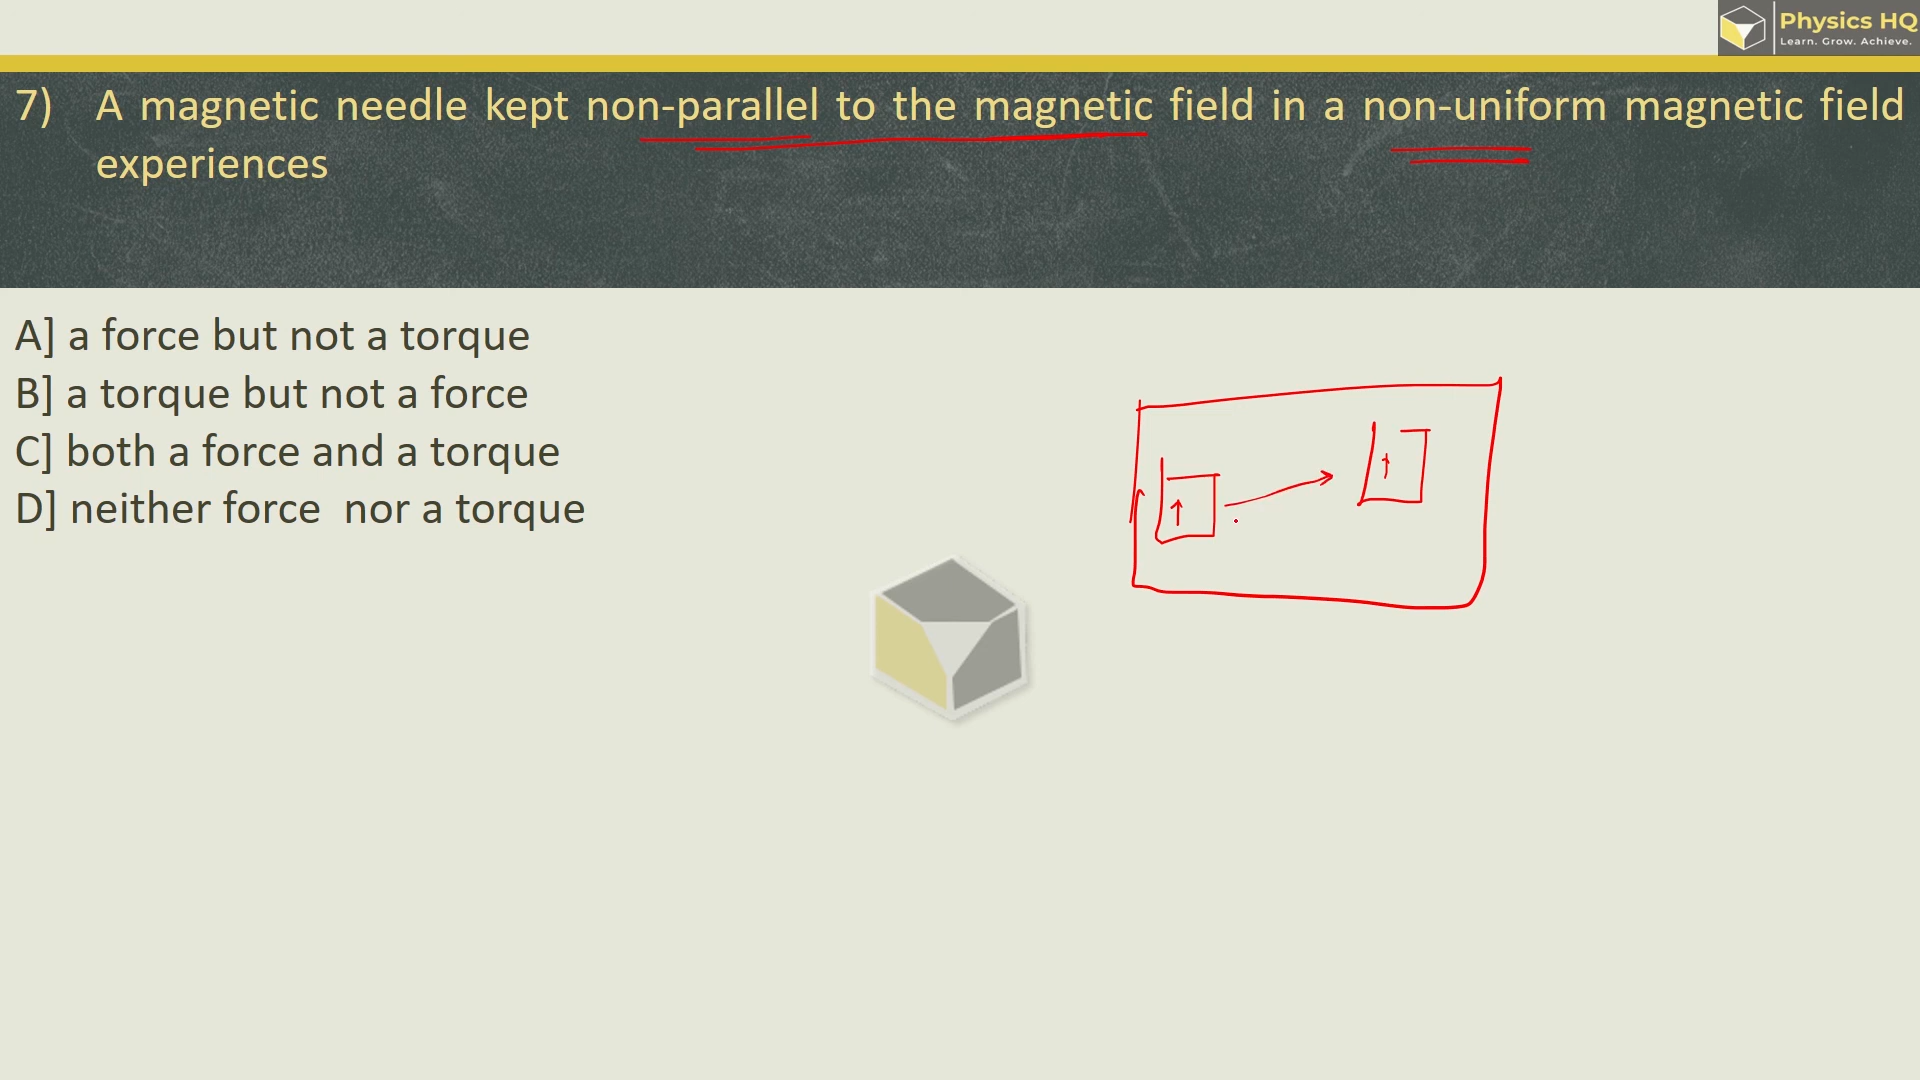 Physics HQ
Learn. Grow. Achieve.
7) A magnetic needle kept non-parallel to the magnetic field in a non-uniform magnetic field
experiences
A] a force but not a torque
B] a torque but not a force
C] both a force and a torque
D] neither force nor a torque